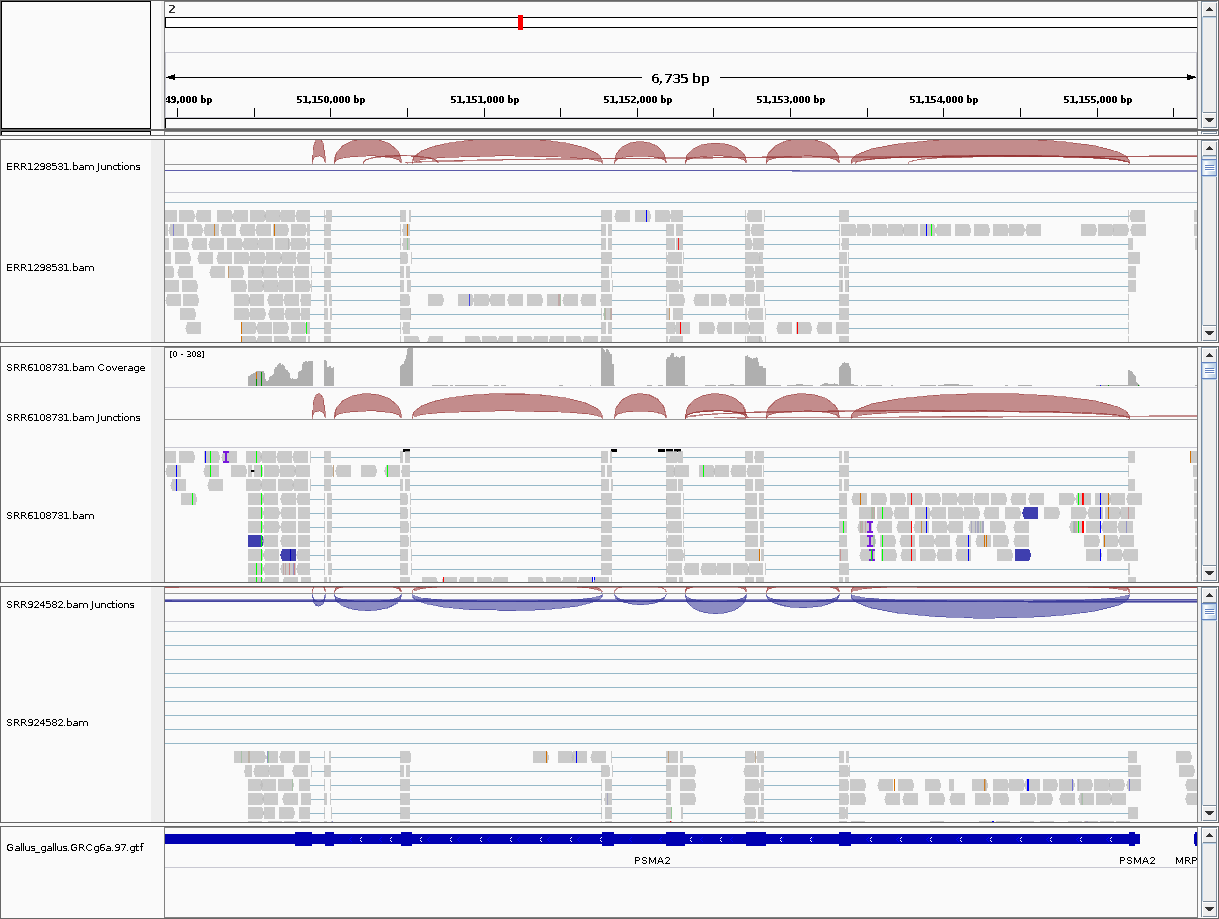 2
6,735 bp
49,000 bp 51,150,000 bp 51,151,000 bp 51,152,000 bp 51,153,000 bp 51,154,000 bp 51,155,000 bp
ERR1298531.bam Junctions
ERR1298531.bam
[0 - 308]
SRR6108731.bam Coverage
SRR6108731.bam Junctions
SRR6108731.bam
SRR924582.bam Junctions
SRR924582.bam
Gallus_gallus.GRCg6a.97.gtf
PSMA2 PSMA2 MRP